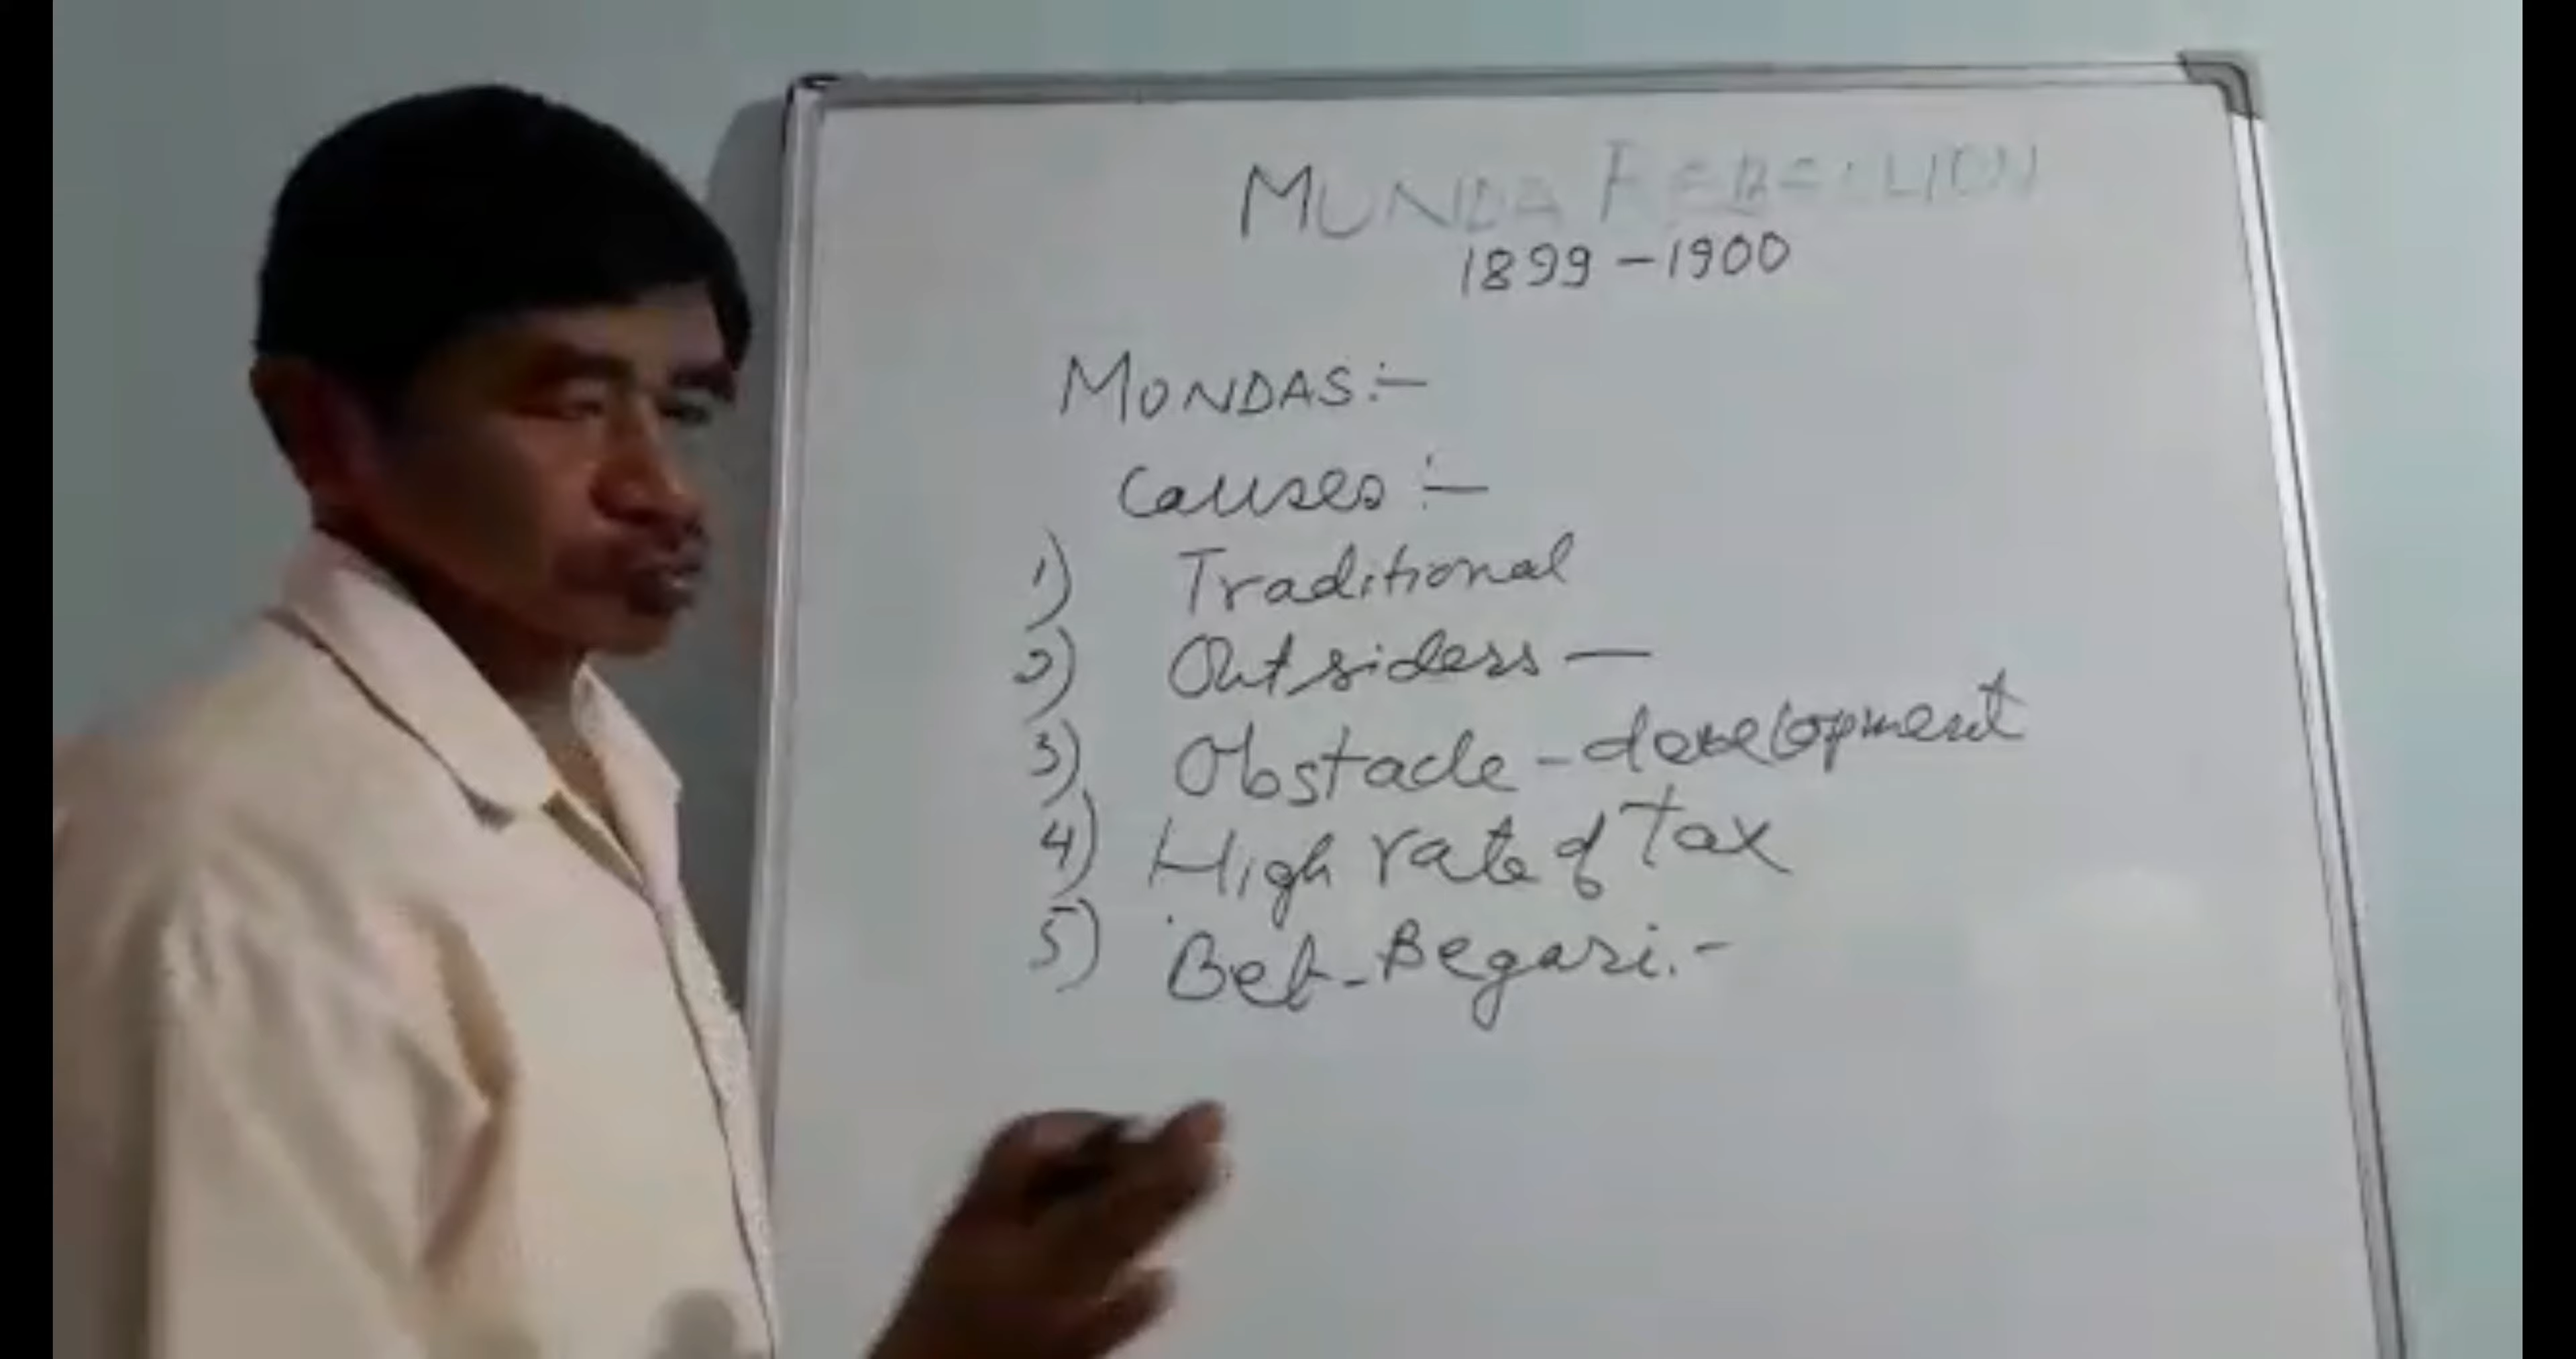 MUNDA REBELLION
1899-1900
MUNDAS:-
Causes :-
1) Traditional
2) Outsiders —
3) Obstacle - development
4) High rate of Tax
5) Bet-Begari.-